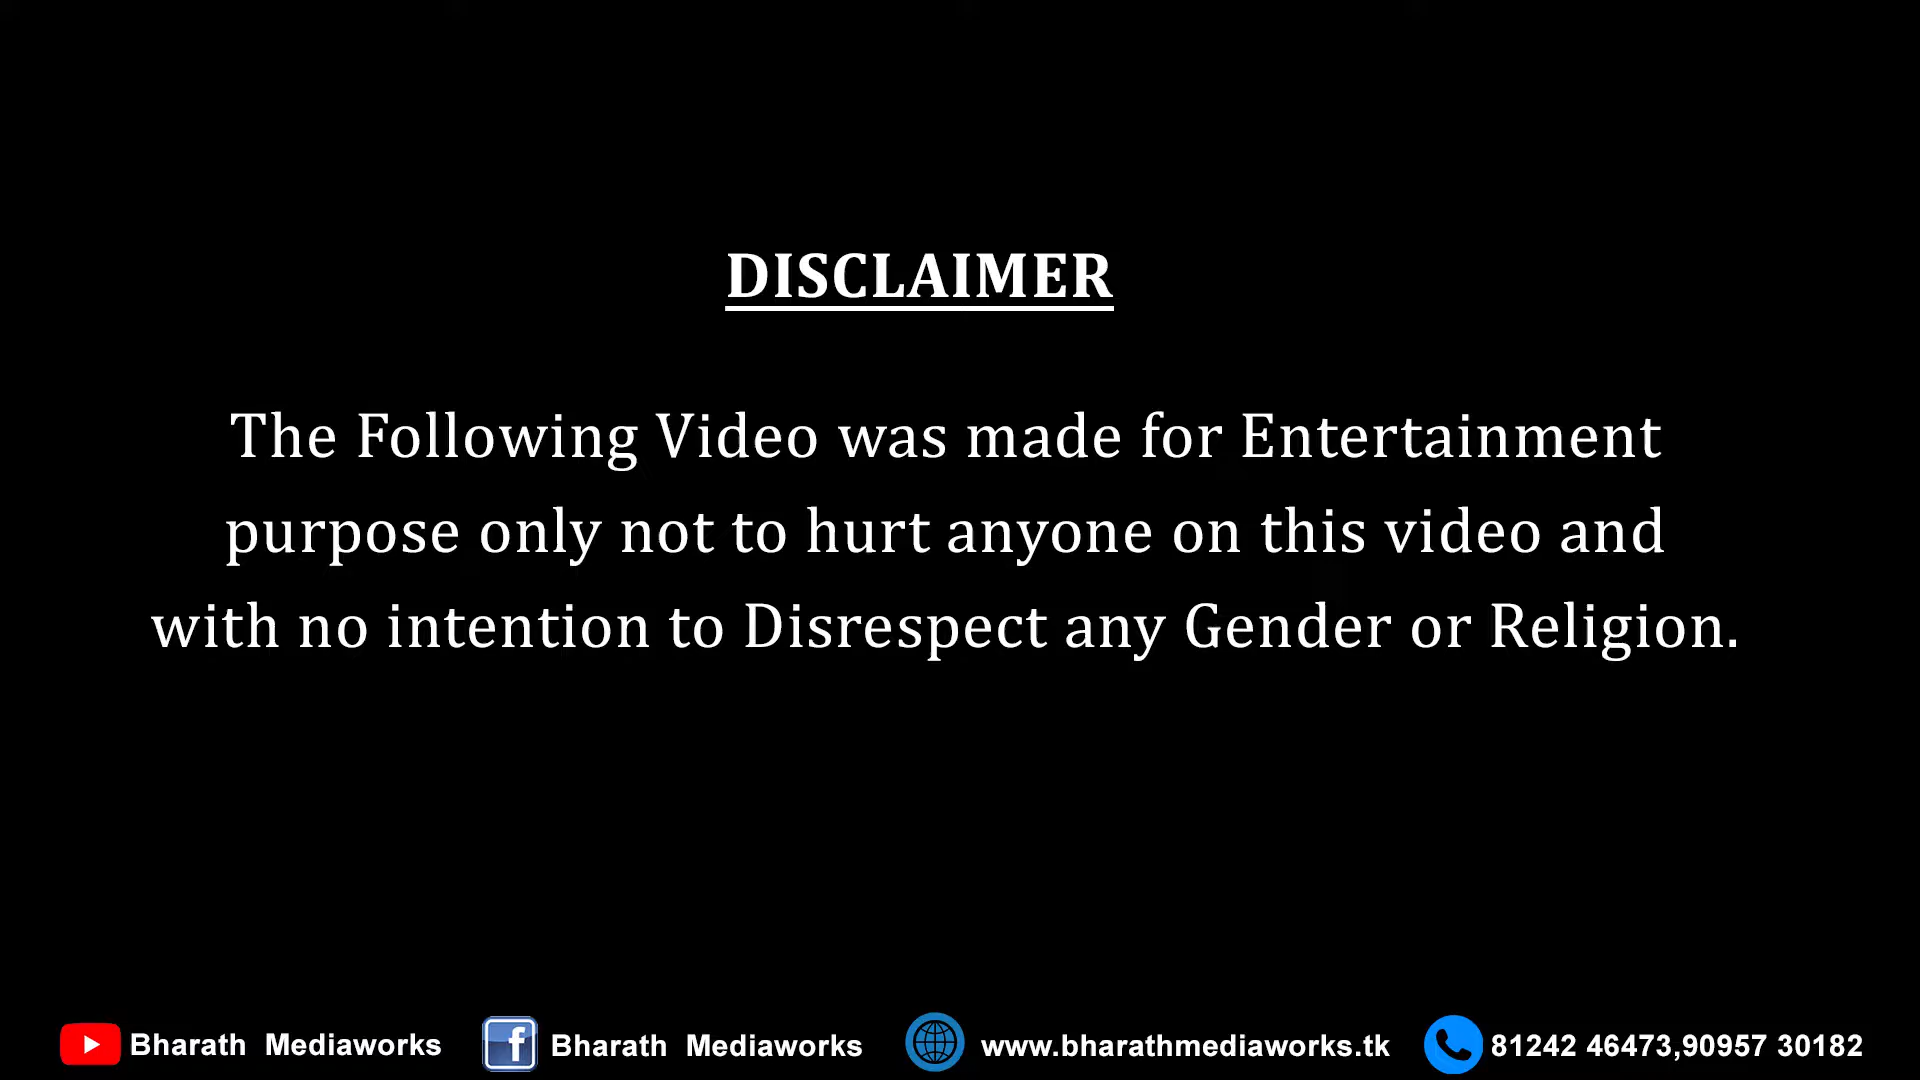 DISCLAIMER
The Following Video was made for Entertainment
purpose only not to hurt anyone on this video and
with no intention to Disrespect any Gender or Religion.
Bharath Mediaworks Bharath Mediaworks www.bharathmediaworks.tk 81242 46473,90957 30182